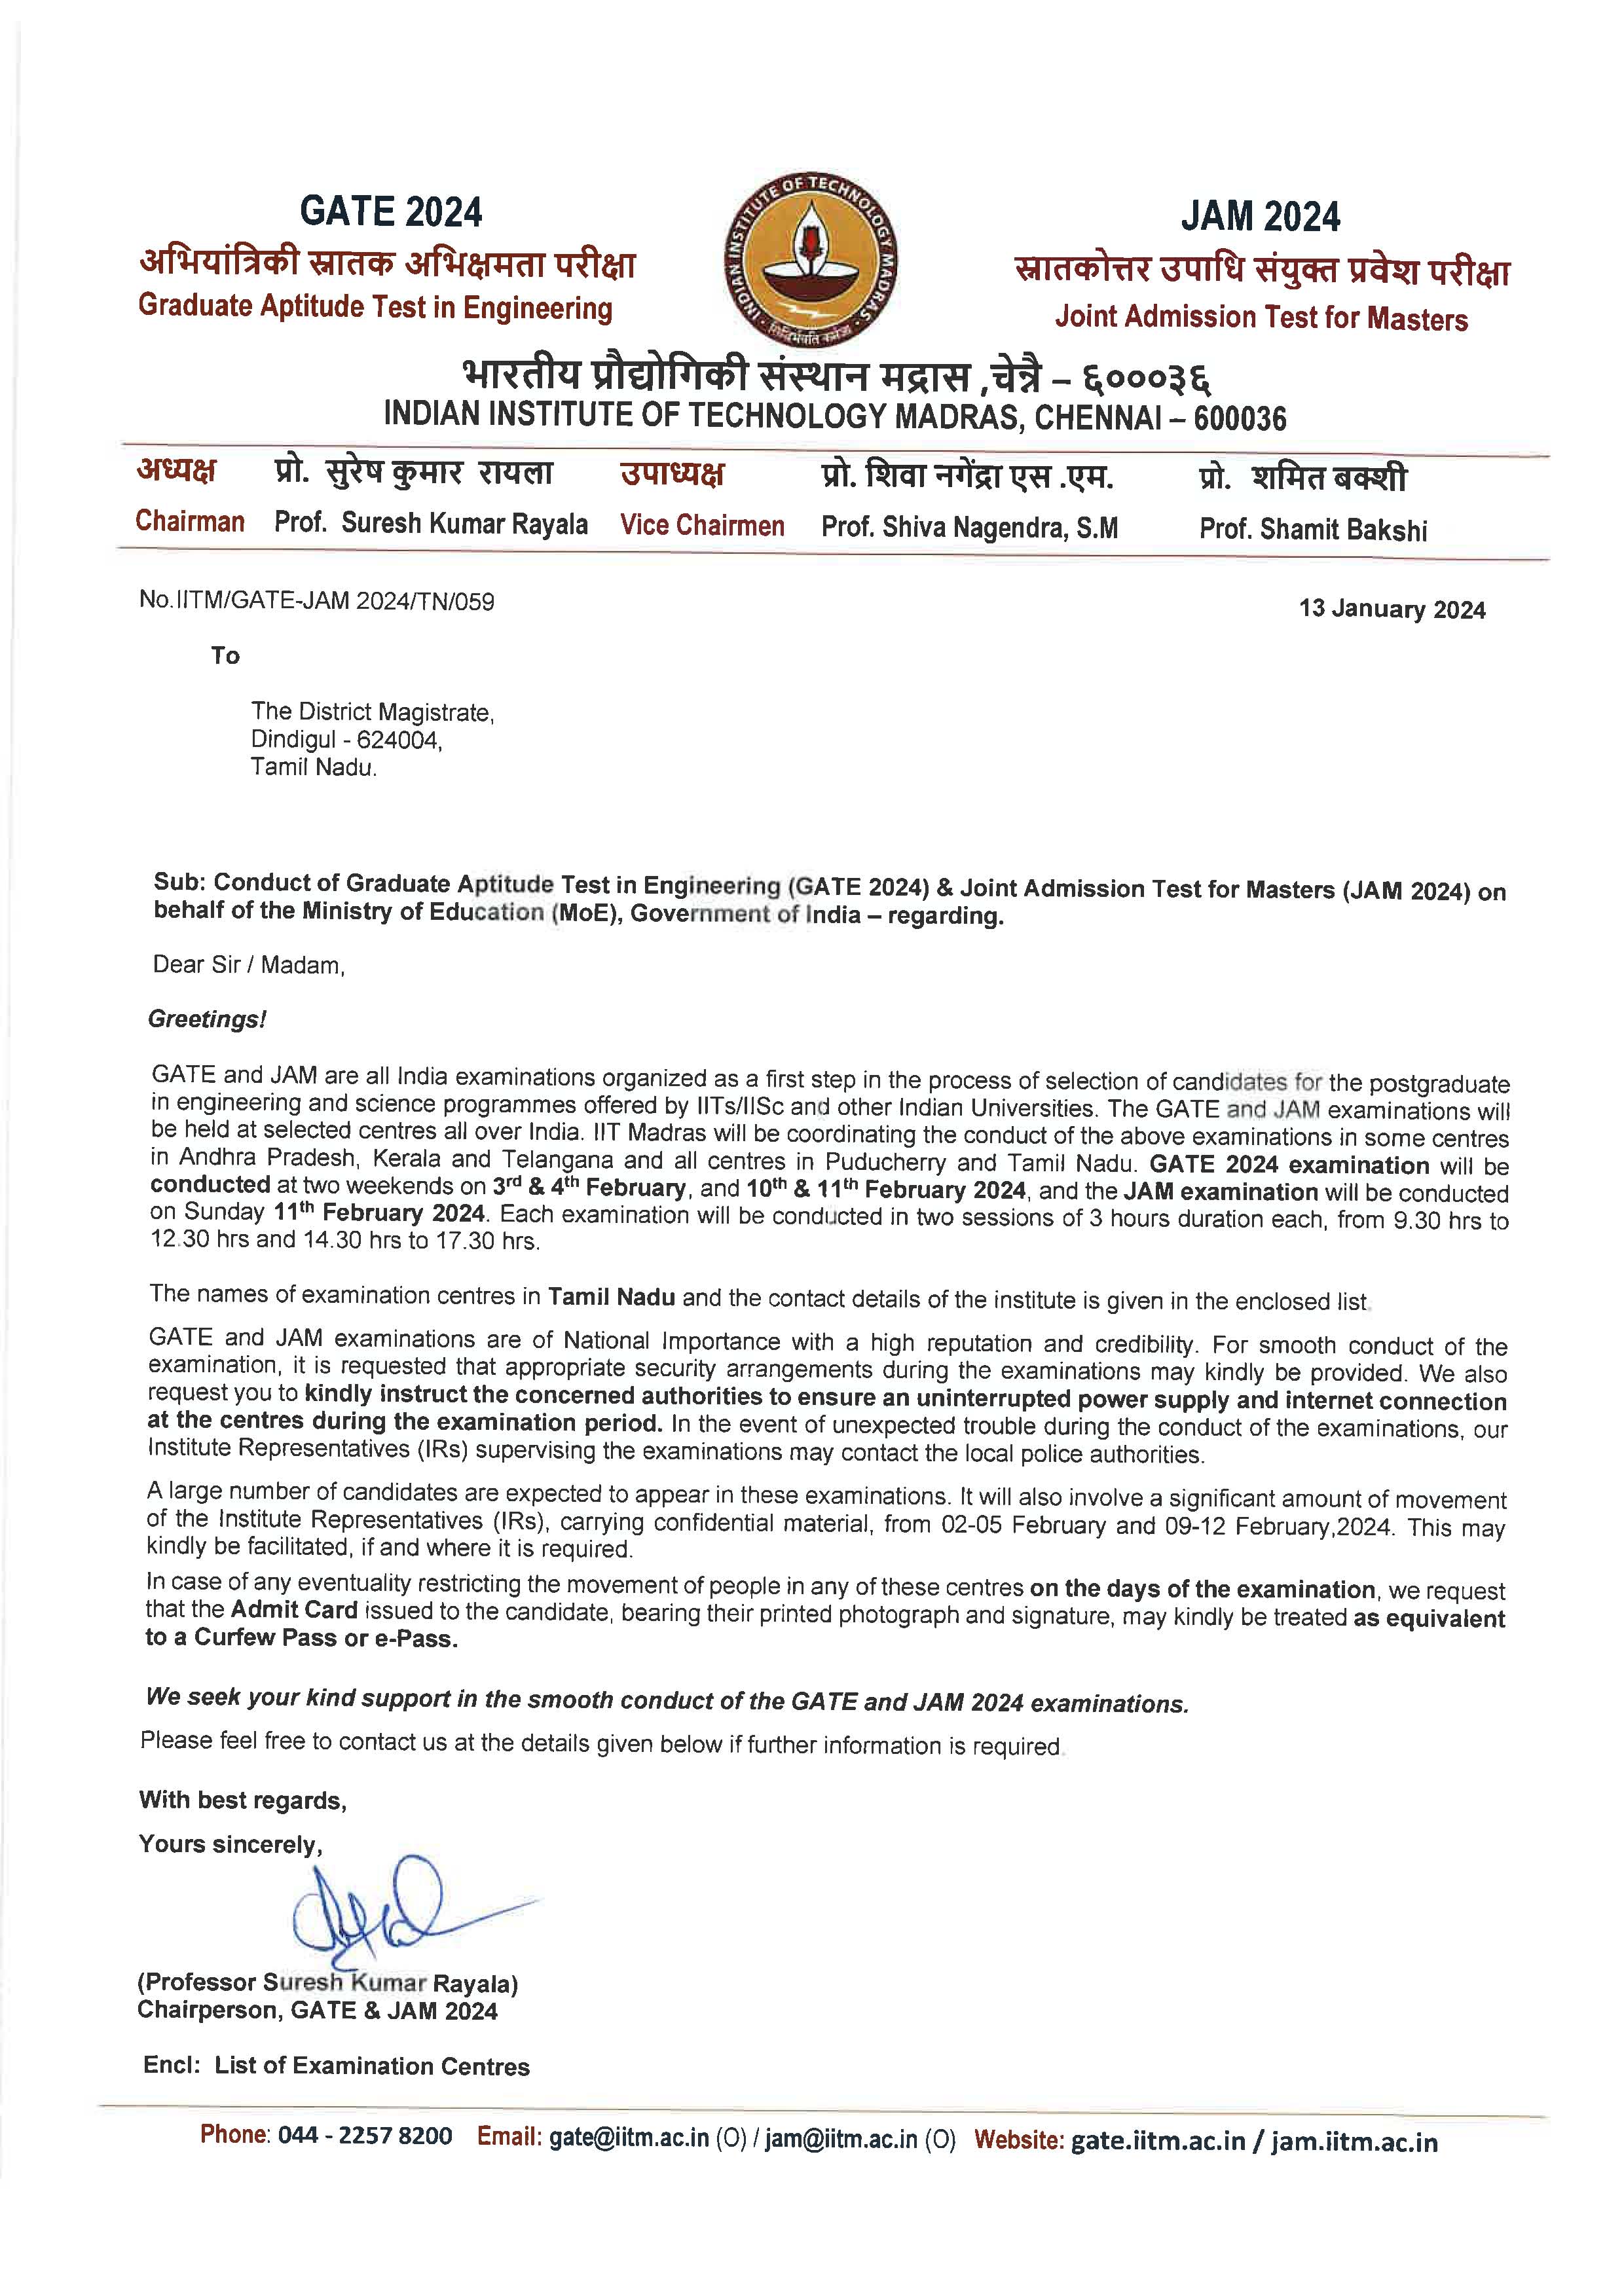 GATE 2024
अभियांत्रिकी स्नातक अभिक्षमता परीक्षा
Graduate Aptitude Test in Engineering
INDIAN INSTITUTE OF TECHNOLOGY MADRAS
JAM 2024
स्नातकोत्तर उपाधि संयुक्त प्रवेश परीक्षा
Joint Admission Test for Masters
भारतीय प्रौद्योगिकी संस्थान मद्रास ,चेन्नै – ६०००३६
INDIAN INSTITUTE OF TECHNOLOGY MADRAS, CHENNAI – 600036
अध्यक्ष प्रो. सुरेष कुमार रायला उपाध्यक्ष प्रो. शिवा नगेंद्रा एस .एम. प्रो. शमित बक्शी
Chairman Prof. Suresh Kumar Rayala Vice Chairmen Prof. Shiva Nagendra, S.M Prof. Shamit Bakshi
No.IITM/GATE-JAM 2024/TN/059 13 January 2024
To
The District Magistrate,
Dindigul - 624004,
Tamil Nadu.
Sub: Conduct of Graduate Aptitude Test in Engineering (GATE 2024) & Joint Admission Test for Masters (JAM 2024) on
behalf of the Ministry of Education (MoE), Government of India – regarding.
Dear Sir / Madam,
Greetings!
GATE and JAM are all India examinations organized as a first step in the process of selection of candidates for the postgraduate
in engineering and science programmes offered by IITs/IISc and other Indian Universities. The GATE and JAM examinations will
be held at selected centres all over India. IIT Madras will be coordinating the conduct of the above examinations in some centres
in Andhra Pradesh, Kerala and Telangana and all centres in Puducherry and Tamil Nadu. GATE 2024 examination will be
conducted at two weekends on 3rd & 4th February, and 10th & 11th February 2024, and the JAM examination will be conducted
on Sunday 11th February 2024. Each examination will be conducted in two sessions of 3 hours duration each, from 9.30 hrs to
12.30 hrs and 14.30 hrs to 17.30 hrs.
The names of examination centres in Tamil Nadu and the contact details of the institute is given in the enclosed list.
GATE and JAM examinations are of National Importance with a high reputation and credibility. For smooth conduct of the
examination, it is requested that appropriate security arrangements during the examinations may kindly be provided. We also
request you to kindly instruct the concerned authorities to ensure an uninterrupted power supply and internet connection
at the centres during the examination period. In the event of unexpected trouble during the conduct of the examinations, our
Institute Representatives (IRs) supervising the examinations may contact the local police authorities.
A large number of candidates are expected to appear in these examinations. It will also involve a significant amount of movement
of the Institute Representatives (IRs), carrying confidential material, from 02-05 February and 09-12 February,2024. This may
kindly be facilitated, if and where it is required.
In case of any eventuality restricting the movement of people in any of these centres on the days of the examination, we request
that the Admit Card issued to the candidate, bearing their printed photograph and signature, may kindly be treated as equivalent
to a Curfew Pass or e-Pass.
We seek your kind support in the smooth conduct of the GATE and JAM 2024 examinations.
Please feel free to contact us at the details given below if further information is required.
With best regards,
Yours sincerely,
(Professor Suresh Kumar Rayala)
Chairperson, GATE & JAM 2024
Encl: List of Examination Centres
Phone: 044 - 2257 8200 Email: gate@iitm.ac.in (O) / jam@iitm.ac.in (O) Website: gate.iitm.ac.in / jam.iitm.ac.in